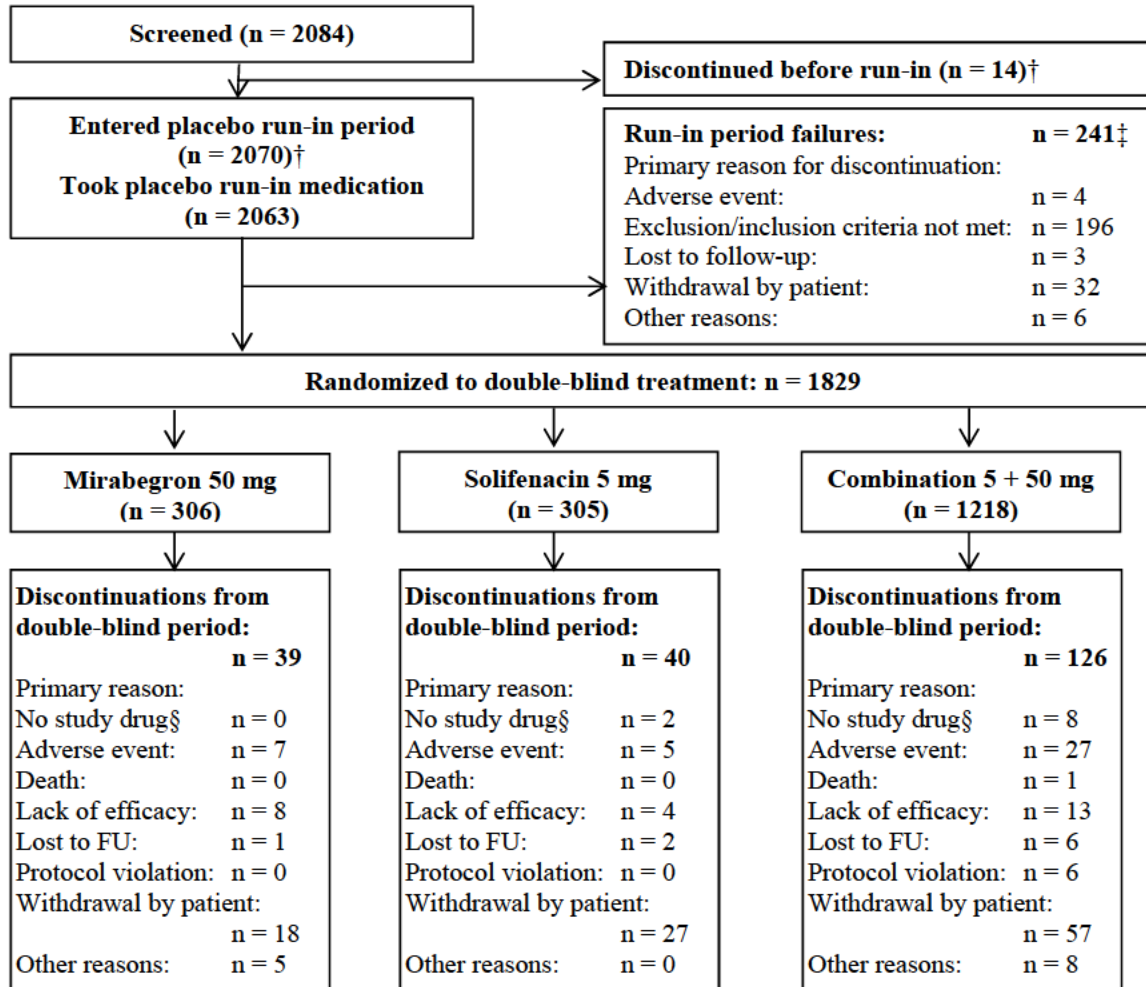 Screened (n = 2084)
Discontinued before run-in (n = 14)†
Entered placebo run-in period
(n = 2070)†
Took placebo run-in medication
(n = 2063)
Run-in period failures: n = 241‡
Primary reason for discontinuation:
Adverse event: n = 4
Exclusion/inclusion criteria not met: n = 196
Lost to follow-up: n = 3
Withdrawal by patient: n = 32
Other reasons: n = 6
Randomized to double-blind treatment: n = 1829
Mirabegron 50 mg
(n = 306)
Solifenacin 5 mg
(n = 305)
Combination 5 + 50 mg
(n = 1218)
Discontinuations from
double-blind period:
n = 39
Primary reason:
No study drug§ n = 0
Adverse event: n = 7
Death: n = 0
Lack of efficacy: n = 8
Lost to FU: n = 1
Protocol violation: n = 0
Withdrawal by patient:
n = 18
Other reasons: n = 5
Discontinuations from
double-blind period:
n = 40
Primary reason:
No study drug§ n = 2
Adverse event: n = 5
Death: n = 0
Lack of efficacy: n = 4
Lost to FU: n = 2
Protocol violation: n = 0
Withdrawal by patient:
n = 27
Other reasons: n = 0
Discontinuations from
double-blind period:
n = 126
Primary reason:
No study drug§ n = 8
Adverse event: n = 27
Death: n = 1
Lack of efficacy: n = 13
Lost to FU: n = 6
Protocol violation: n = 6
Withdrawal by patient:
n = 57
Other reasons: n = 8